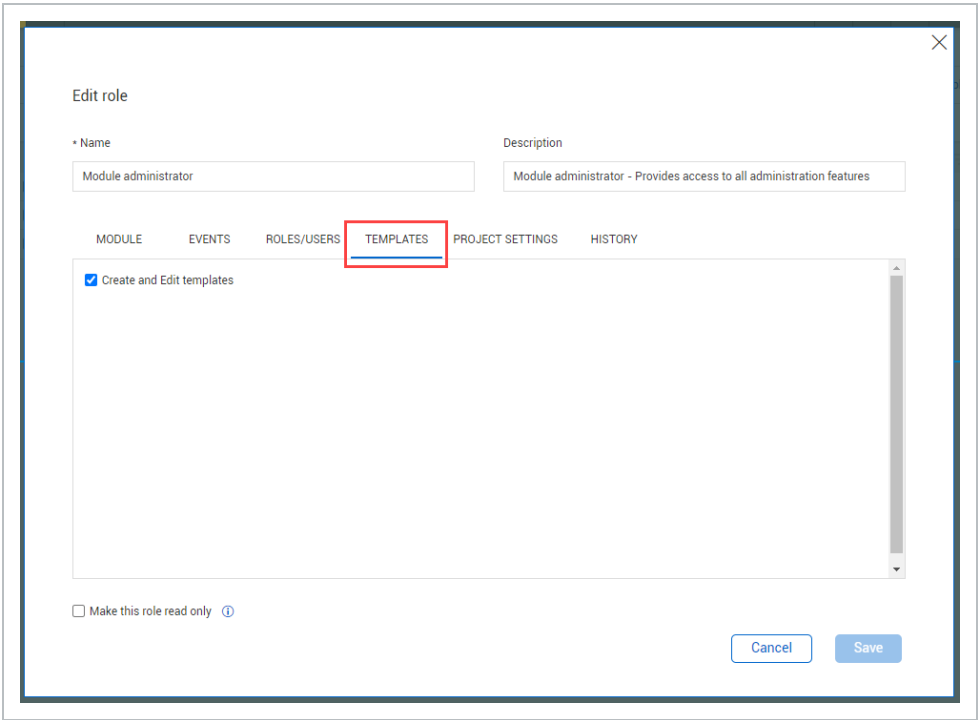 Edit role
* Name
Description
Module administrator
Module administrator - Provides access to all administration features
MODULE EVENTS ROLES/USERS TEMPLATES PROJECT SETTINGS HISTORY
Create and Edit templates
Make this role read only
Cancel Save